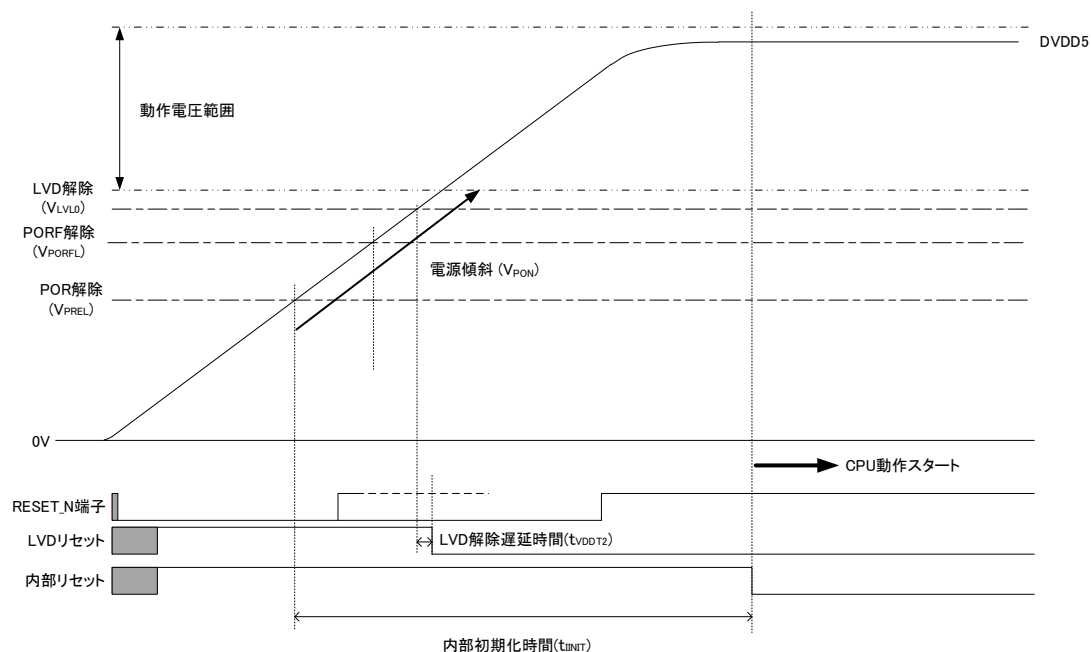 DVDD5
動作電圧範囲
LVD解除
(VLVL0)
PORF解除
(VPORFL)
電源傾斜 (VPON)
POR解除
(VPREL)
0V
CPU動作スタート
RESET_N端子
LVDリセット
LVD解除遅延時間(tVDDT2)
内部リセット
内部初期化時間(tIINIT)